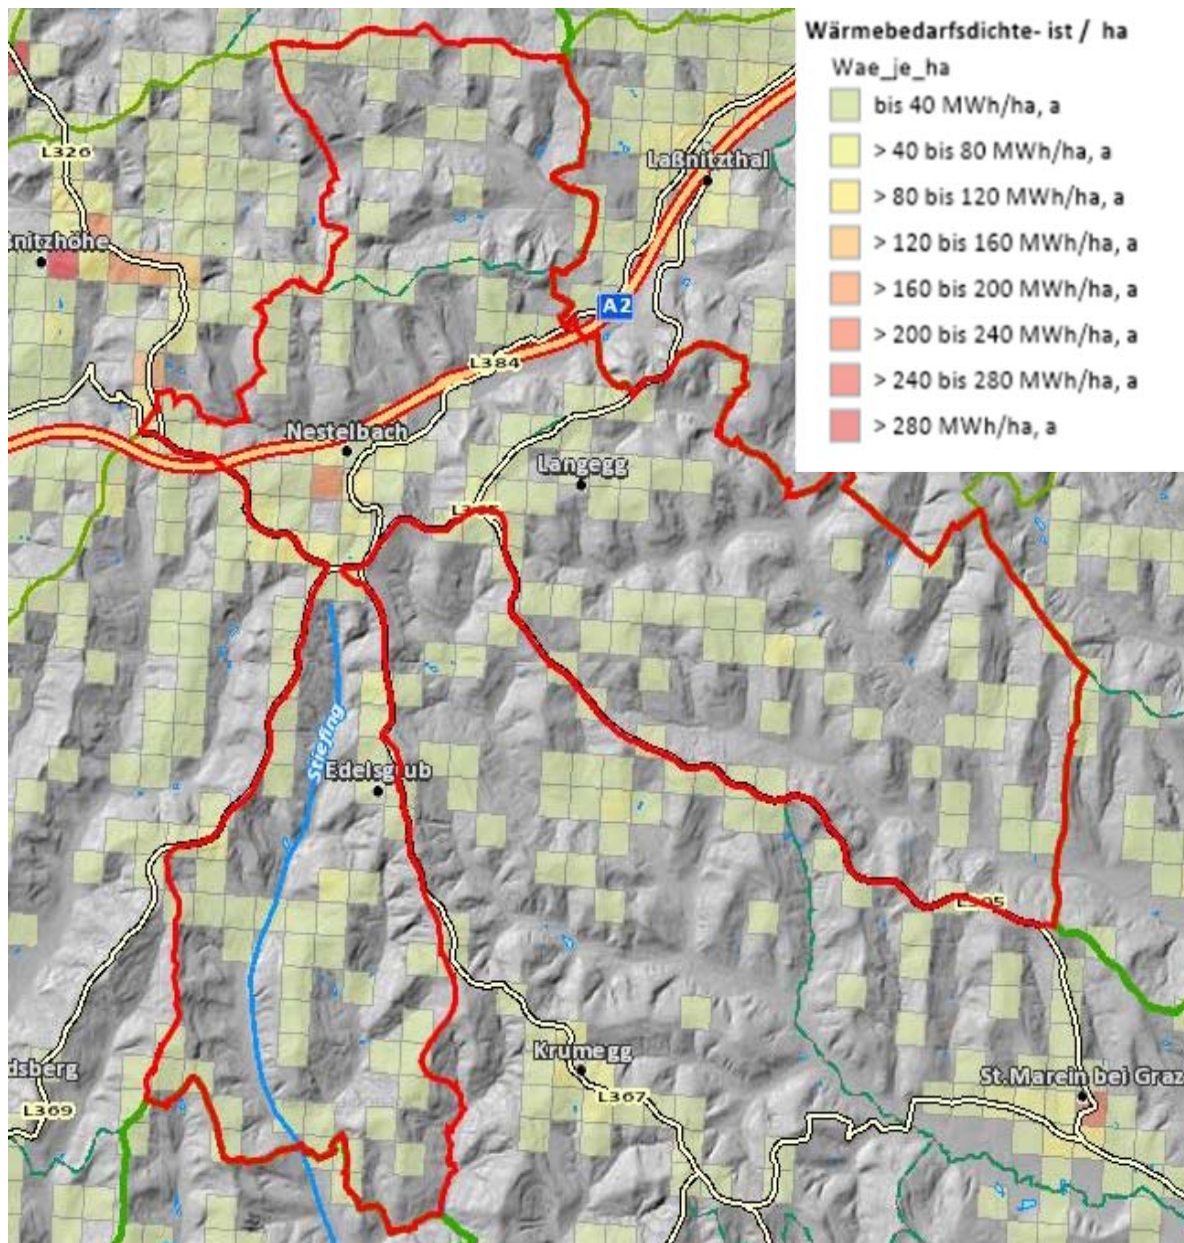 Wärmebedarfsdichte- ist / ha
Wae_je_ha
bis 40 MWh/ha, a
> 40 bis 80 MWh/ha, a
> 80 bis 120 MWh/ha, a
> 120 bis 160 MWh/ha, a
> 160 bis 200 MWh/ha, a
> 200 bis 240 MWh/ha, a
> 240 bis 280 MWh/ha, a
> 280 MWh/ha, a
L326
Laßnitzthal
nitzhöhe
A2
L384
Nestelbach
Langegg
Stiefing
Edelsgrub
Krumegg
dsberg
St.Marein bei Graz
L367
L369